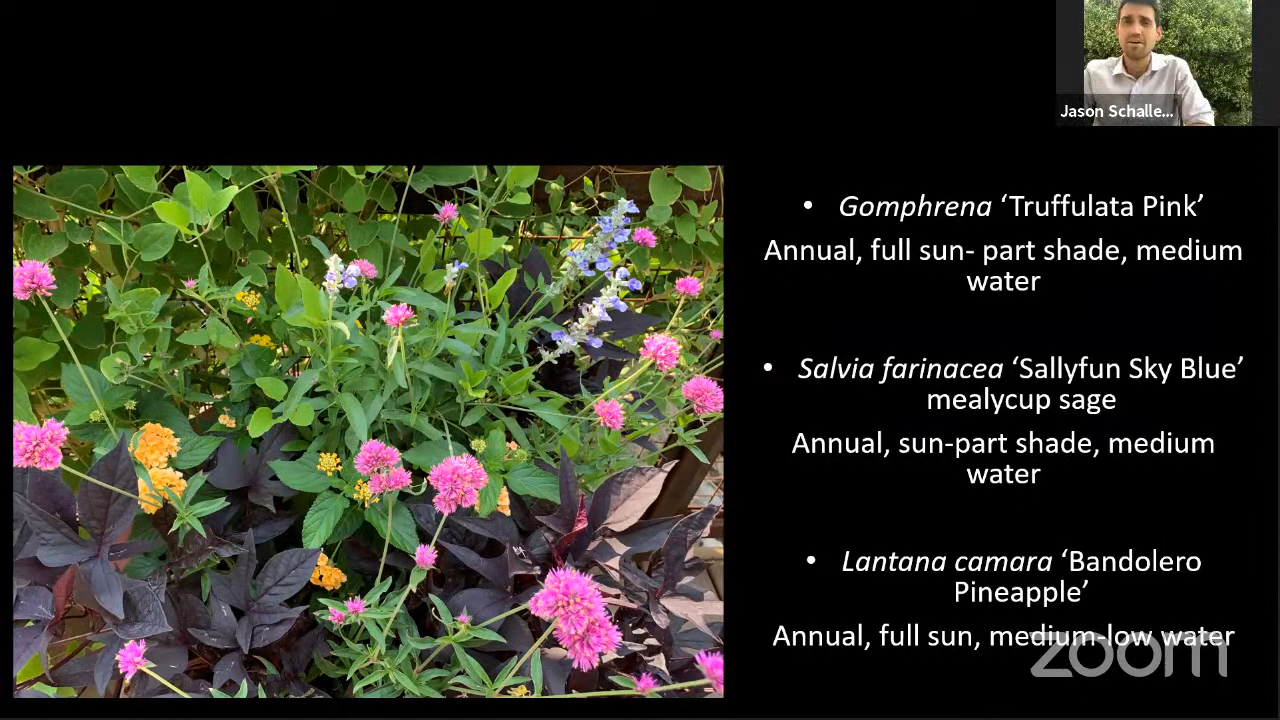 Jason Schalle...
• Gomphrena ‘Truffulata Pink’
Annual, full sun- part shade, medium
water
• Salvia farinacea ‘Sallyfun Sky Blue’
mealycup sage
Annual, sun-part shade, medium
water
• Lantana camara ‘Bandolero
Pineapple’
Annual, full sun, medium-low water
zoom